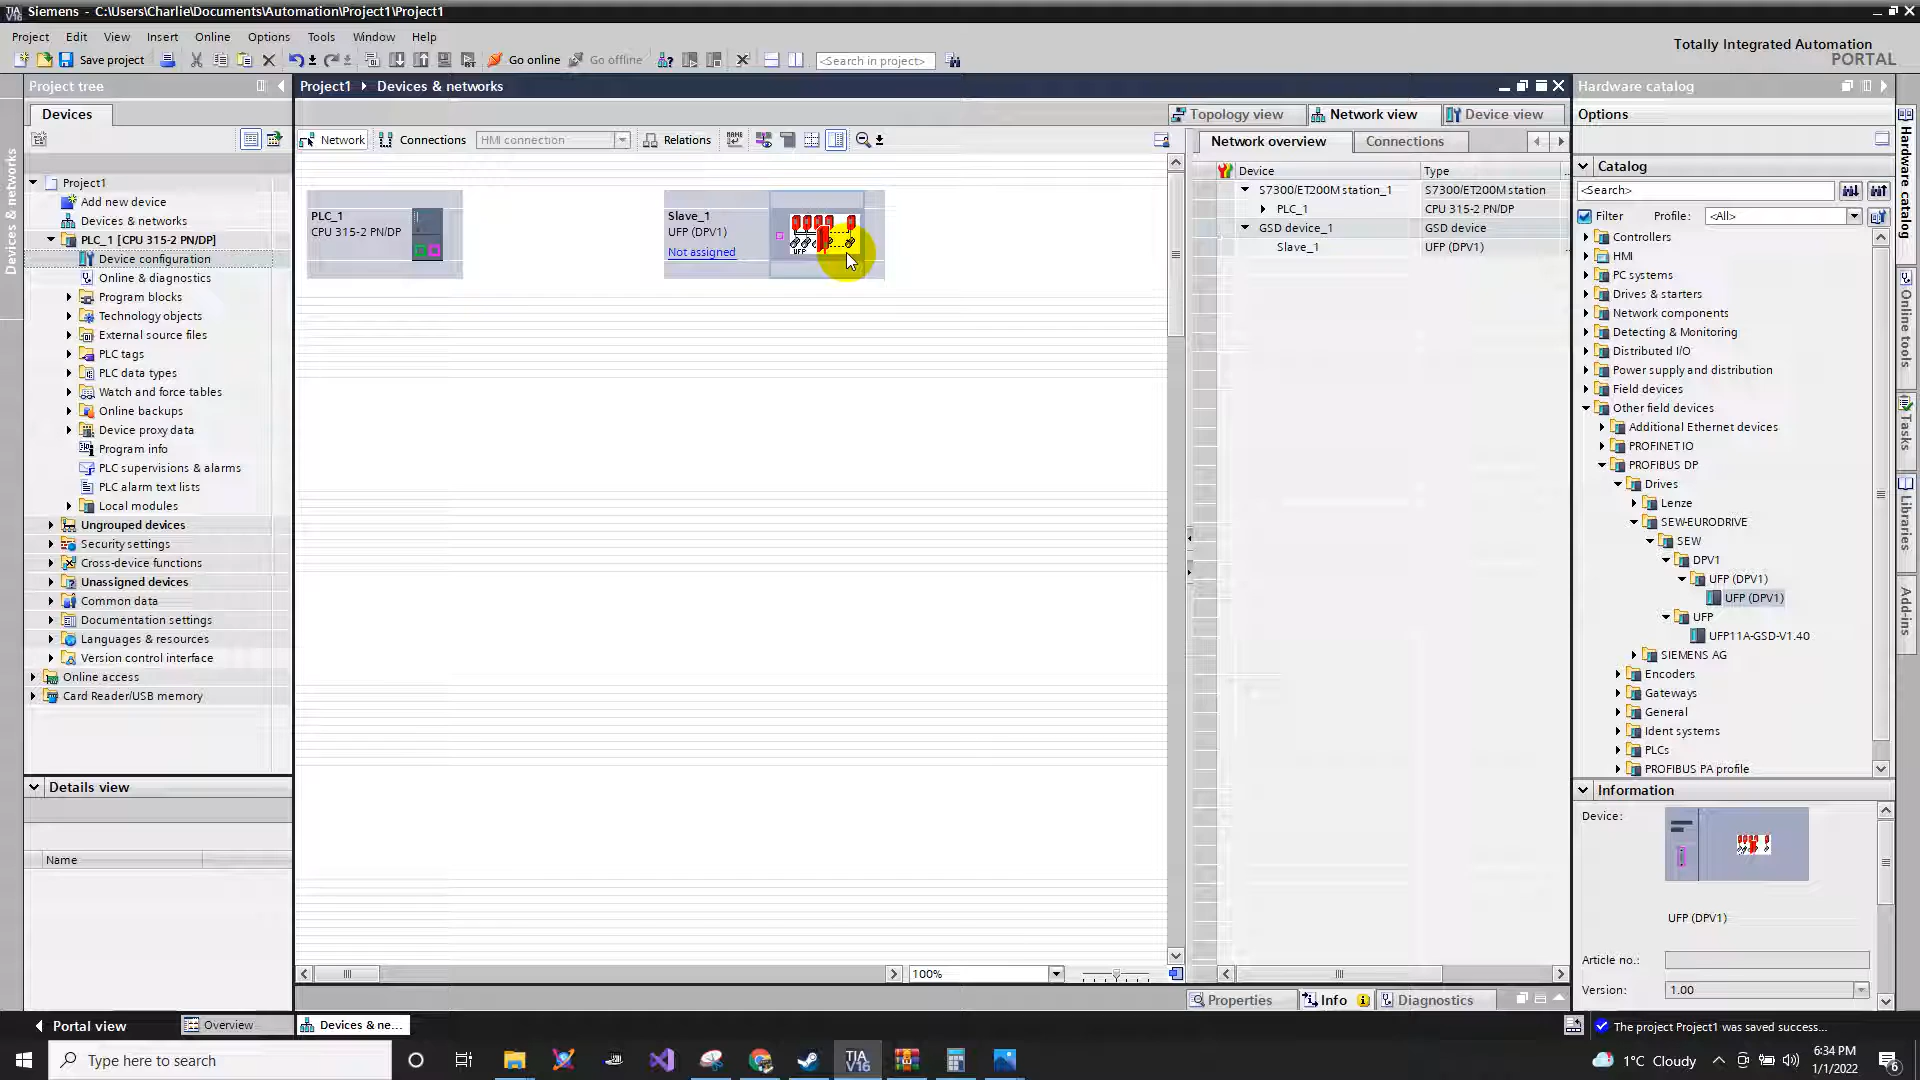 TIA V16 Siemens - C:\Users\Charlie\Documents\Automation\Project1\Project1
Project Edit View Insert Online Options Tools Window Help
Totally Integrated Automation
PORTAL
Save project Go online Go offline <Search in project>
Project tree
Devices
Devices & networks
Project1
Add new device
Devices & networks
PLC_1 [CPU 315-2 PN/DP]
Device configuration
Online & diagnostics
Program blocks
Technology objects
External source files
PLC tags
PLC data types
Watch and force tables
Online backups
Device proxy data
Program info
PLC supervisions & alarms
PLC alarm text lists
Local modules
Ungrouped devices
Security settings
Cross-device functions
Unassigned devices
Common data
Documentation settings
Languages & resources
Version control interface
Online access
Card Reader/USB memory
Details view
Name
Project1 Devices & networks
Topology view Network view Device view
Network Connections HMI connection Relations
PLC_1
CPU 315-2 PN/DP
Slave_1
UFP (DPV1)
Not assigned
UFP
100%
Network overview Connections
Device Type
S7300/ET200M station_1 S7300/ET200M station
PLC_1 CPU 315-2 PN/DP
GSD device_1 GSD device
Slave_1 UFP (DPV1)
Properties Info Diagnostics
Hardware catalog
Options
Catalog
<Search>
Filter Profile: <All>
Controllers
HMI
PC systems
Drives & starters
Network components
Detecting & Monitoring
Distributed I/O
Power supply and distribution
Field devices
Other field devices
Additional Ethernet devices
PROFINET IO
PROFIBUS DP
Drives
Lenze
SEW-EURODRIVE
SEW
DPV1
UFP (DPV1)
UFP (DPV1)
UFP
UFP11A-GSD-V1.40
SIEMENS AG
Encoders
Gateways
General
Ident systems
PLCs
PROFIBUS PA profile
Information
Device:
UFP (DPV1)
Article no.:
Version: 1.00
Hardware catalog
Online tools
Tasks
Libraries
Add-ins
Portal view Overview Devices & ne...
The project Project1 was saved success...
Type here to search
TIA V16
1°C Cloudy
6:34 PM
1/1/2022
6